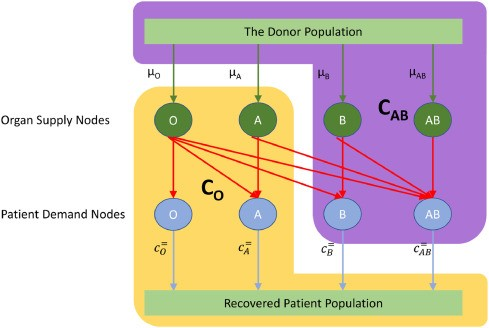 The Donor Population
μO μA μB μAB
Organ Supply Nodes O A B AB
CAB
CO
Patient Demand Nodes O A B AB
c=O c=A c=B c=AB
Recovered Patient Population